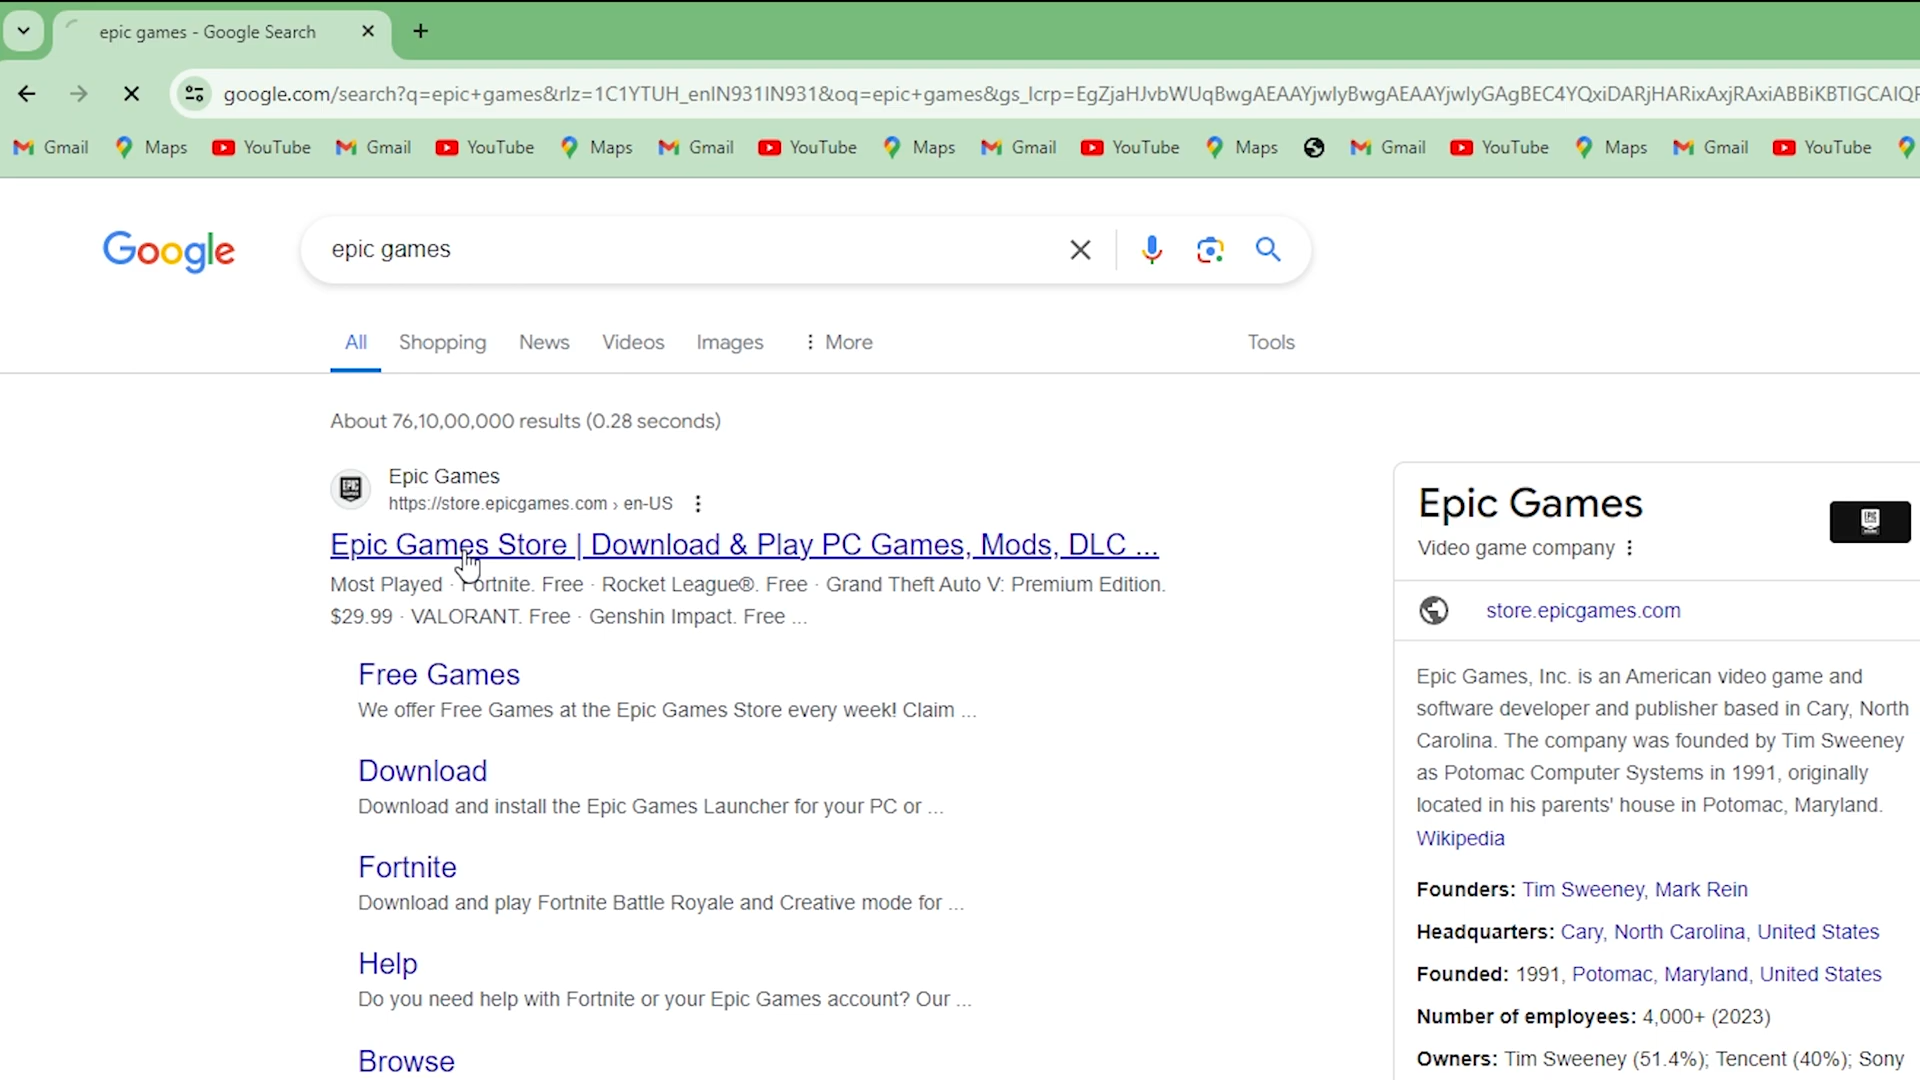 epic games - Google Search
google.com/search?q=epic+games&rlz=1C1YTUH_enIN931IN931&oq=epic+games&gs_lcrp=
Gmail Maps YouTube Gmail YouTube Maps Gmail YouTube Maps Gmail YouTube Maps Gmail YouTube Maps Gmail YouTube
Google
epic games
All Shopping News Videos Images More Tools
About 76,10,00,000 results (0.28 seconds)
Epic Games
https://store.epicgames.com › en-US
Epic Games Store | Download & Play PC Games, Mods, DLC ...
Most Played · Fortnite. Free · Rocket League®. Free · Grand Theft Auto V: Premium Edition.
$29.99 · VALORANT. Free · Genshin Impact. Free ...
Free Games
We offer Free Games at the Epic Games Store every week! Claim ...
Download
Download and install the Epic Games Launcher for your PC or ...
Fortnite
Download and play Fortnite Battle Royale and Creative mode for ...
Help
Do you need help with Fortnite or your Epic Games account? Our ...
Browse
Epic Games
Video game company
store.epicgames.com
Epic Games, Inc. is an American video game and
software developer and publisher based in Cary, North
Carolina. The company was founded by Tim Sweeney
as Potomac Computer Systems in 1991, originally
located in his parents' house in Potomac, Maryland.
Wikipedia
Founders: Tim Sweeney, Mark Rein
Headquarters: Cary, North Carolina, United States
Founded: 1991, Potomac, Maryland, United States
Number of employees: 4,000+ (2023)
Owners: Tim Sweeney (51.4%); Tencent (40%); Sony